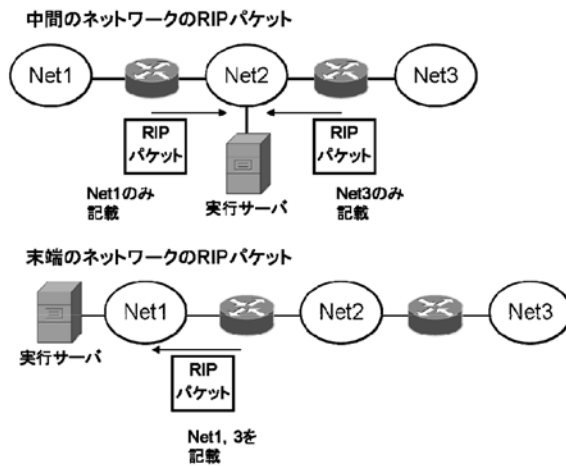 中間のネットワークのRIPパケット
Net1
Net2
Net3
RIP
パケット
RIP
パケット
Net1のみ
記載
実行サーバ
Net3のみ
記載
末端のネットワークのRIPパケット
Net1
Net2
Net3
実行サーバ
RIP
パケット
Net1, 3を
記載